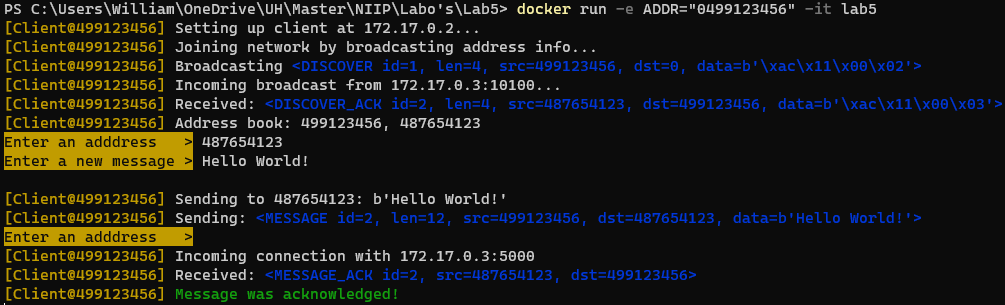 PS C:\Users\William\OneDrive\UH\Master\NIIP\Labo's\Lab5> docker run -e ADDR="0499123456" -it lab5
[Client@499123456] Setting up client at 172.17.0.2...
[Client@499123456] Joining network by broadcasting address info...
[Client@499123456] Broadcasting <DISCOVER id=1, len=4, src=499123456, dst=0, data=b'\xac\x11\x00\x02'>
[Client@499123456] Incoming broadcast from 172.17.0.3:10100...
[Client@499123456] Received: <DISCOVER_ACK id=2, len=4, src=487654123, dst=499123456, data=b'\xac\x11\x00\x03'>
[Client@499123456] Address book: 499123456, 487654123
Enter an adddress   > 487654123
Enter a new message > Hello World!
[Client@499123456] Sending to 487654123: b'Hello World!'
[Client@499123456] Sending: <MESSAGE id=2, len=12, src=499123456, dst=487654123, data=b'Hello World!'>
Enter an adddress   >
[Client@499123456] Incoming connection with 172.17.0.3:5000
[Client@499123456] Received: <MESSAGE_ACK id=2, src=487654123, dst=499123456>
[Client@499123456] Message was acknowledged!